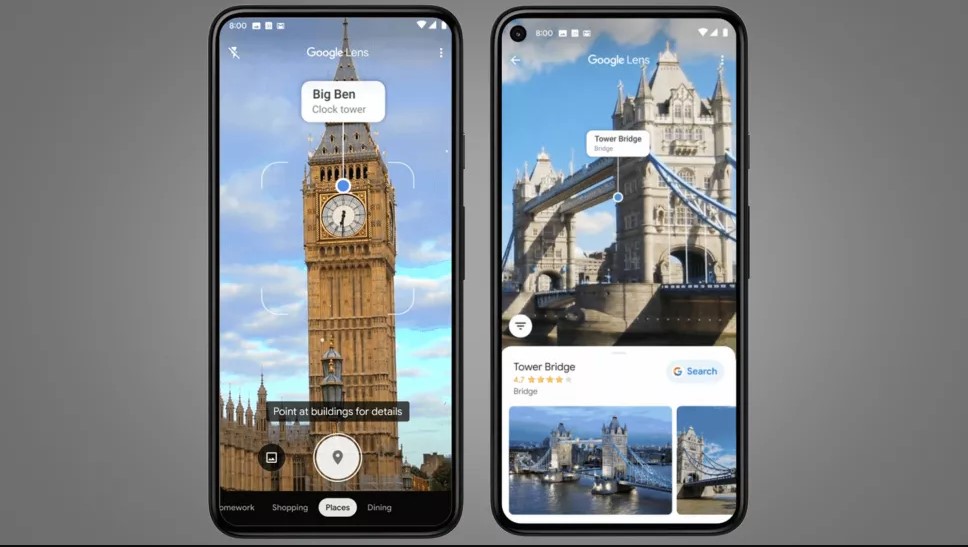 8:00
Google Lens
Big Ben
Clock tower
Point at buildings for details
omework Shopping Places Dining
8:00
Google Lens
Tower Bridge
Bridge
Tower Bridge
4.7
Bridge
G Search